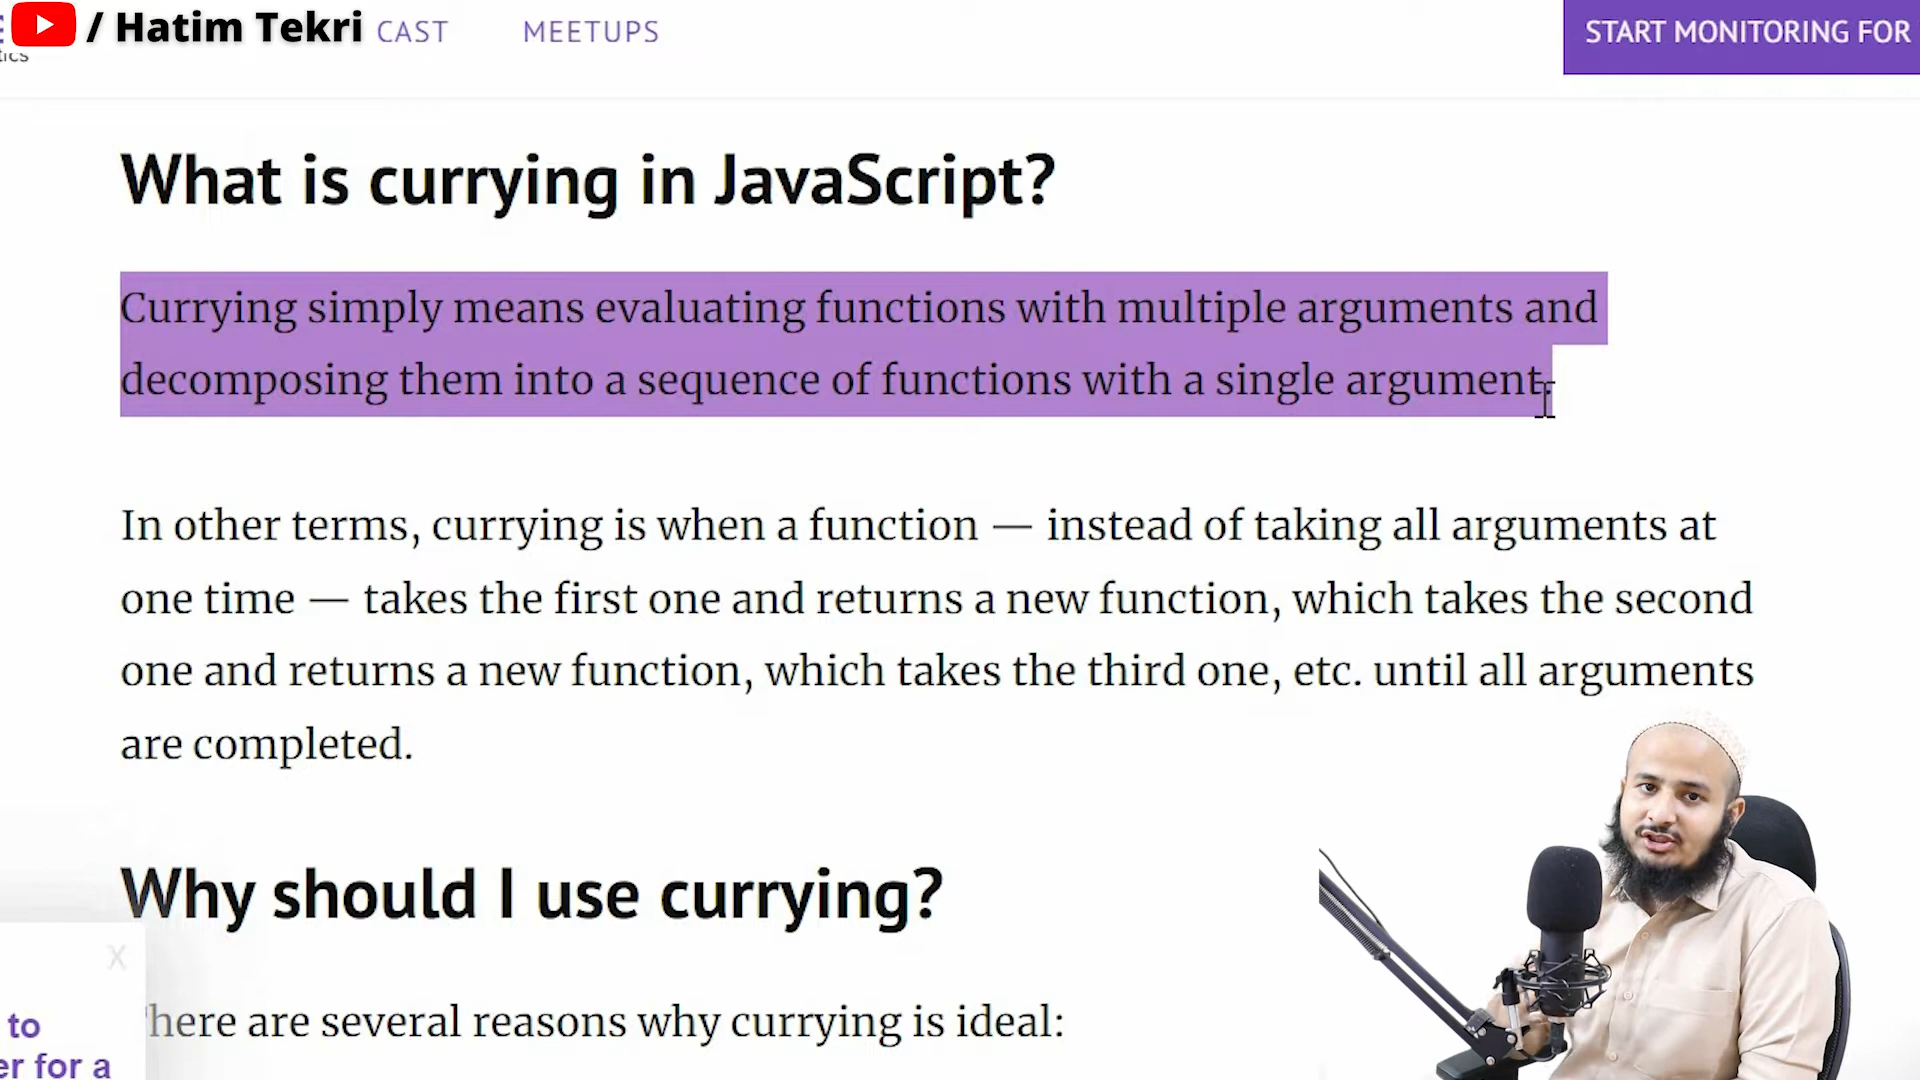 / Hatim Tekri
CAST
MEETUPS
START MONITORING FOR
tics
What is currying in JavaScript?
Currying simply means evaluating functions with multiple arguments and
decomposing them into a sequence of functions with a single argument.
In other terms, currying is when a function — instead of taking all arguments at
one time — takes the first one and returns a new function, which takes the second
one and returns a new function, which takes the third one, etc. until all arguments
are completed.
Why should I use currying?
X
here are several reasons why currying is ideal:
to
er for a